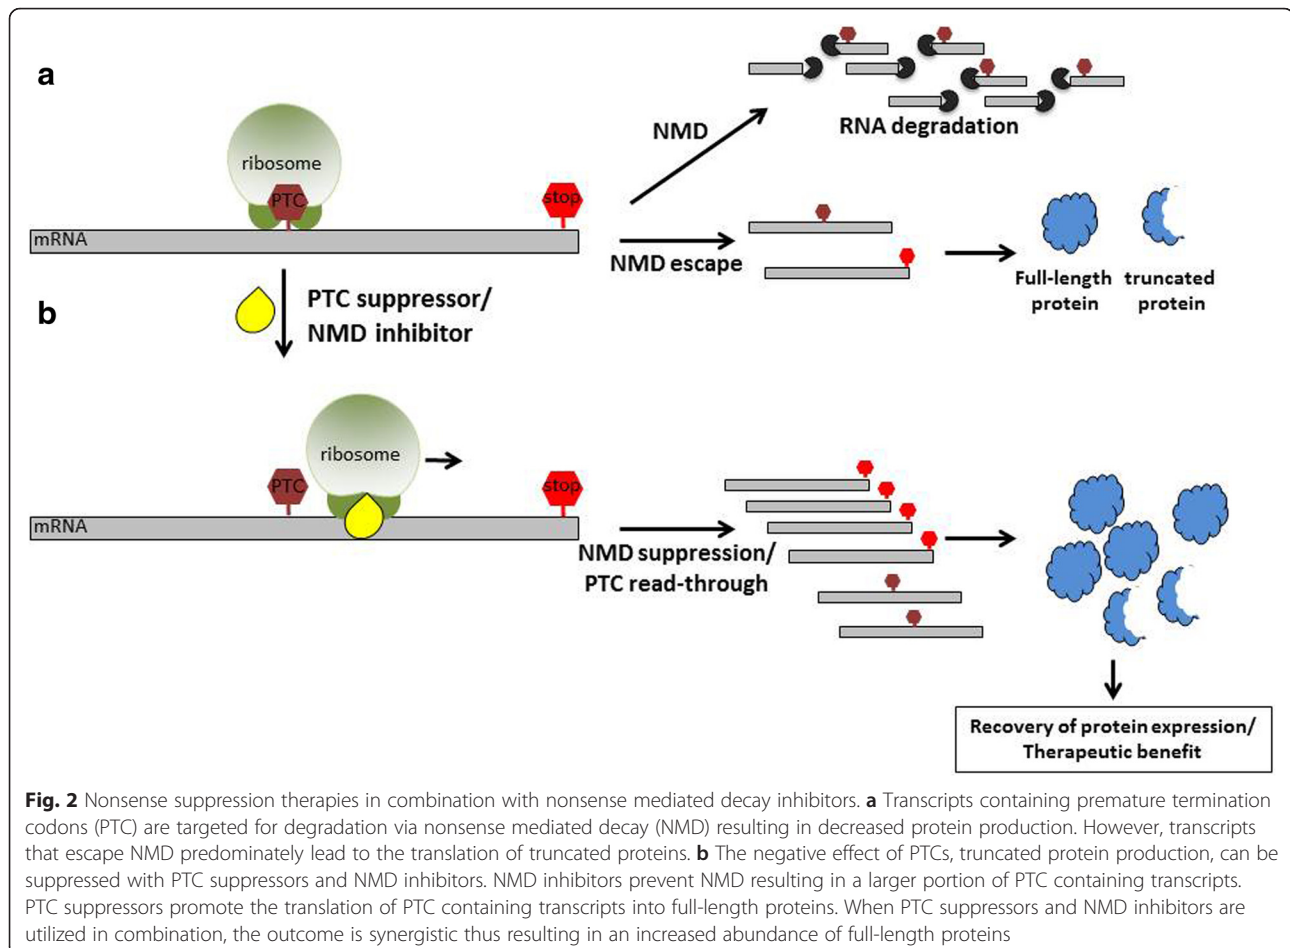 a
ribosome
PTC
stop
mRNA
NMD
RNA degradation
NMD escape
Full-length
protein
truncated
protein
b
PTC suppressor/
NMD inhibitor
ribosome
PTC
stop
mRNA
NMD suppression/
PTC read-through
Recovery of protein expression/
Therapeutic benefit
Fig. 2 Nonsense suppression therapies in combination with nonsense mediated decay inhibitors. a Transcripts containing premature termination
codons (PTC) are targeted for degradation via nonsense mediated decay (NMD) resulting in decreased protein production. However, transcripts
that escape NMD predominately lead to the translation of truncated proteins. b The negative effect of PTCs, truncated protein production, can be
suppressed with PTC suppressors and NMD inhibitors. NMD inhibitors prevent NMD resulting in a larger portion of PTC containing transcripts.
PTC suppressors promote the translation of PTC containing transcripts into full-length proteins. When PTC suppressors and NMD inhibitors are
utilized in combination, the outcome is synergistic thus resulting in an increased abundance of full-length proteins